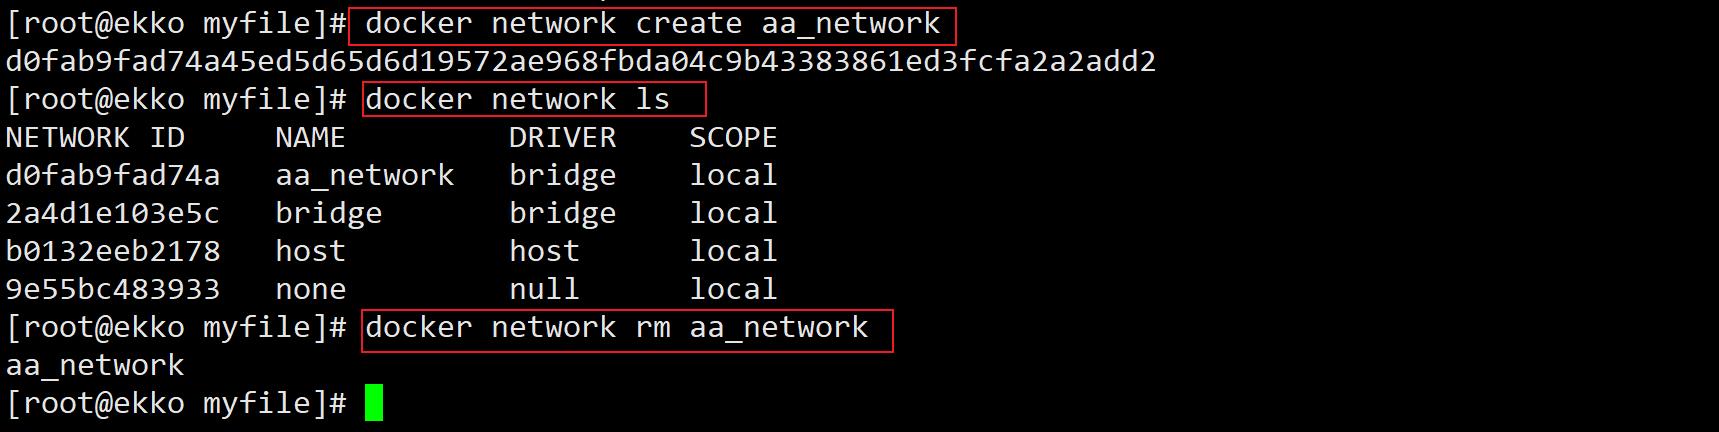 [root@ekko myfile]# docker network create aa_network
d0fab9fad74a45ed5d65d6d19572ae968fbda04c9b43383861ed3fcfa2a2add2
[root@ekko myfile]# docker network ls
NETWORK ID     NAME         DRIVER    SCOPE
d0fab9fad74a   aa_network   bridge    local
2a4d1e103e5c   bridge       bridge    local
b0132eeb2178   host         host      local
9e55bc483933   none         null      local
[root@ekko myfile]# docker network rm aa_network
aa_network
[root@ekko myfile]#